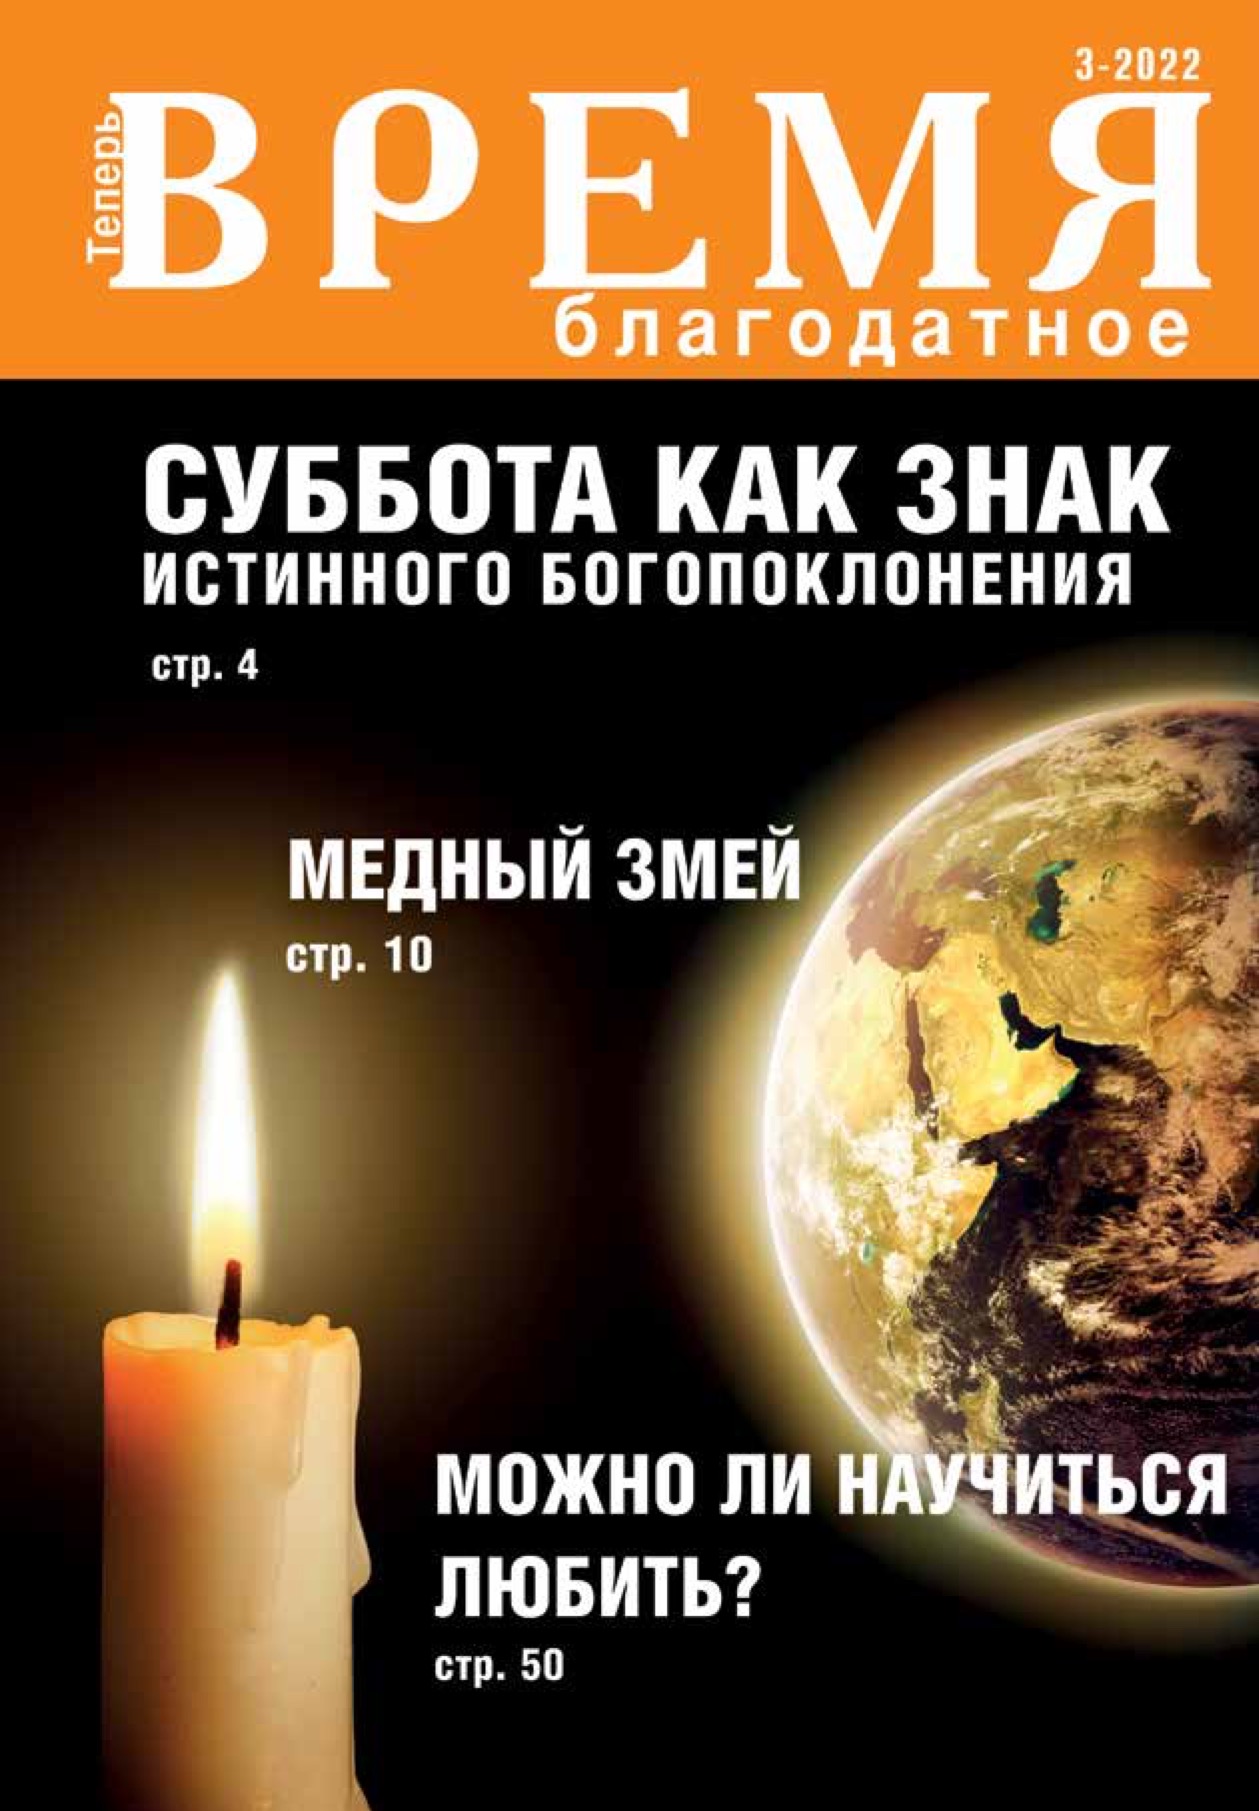 3-2022
Теперь
ВРЕМЯ
благодатное
СУББОТА КАК ЗНАК
ИСТИННОГО БОГОПОКЛОНЕНИЯ
стр. 4
МЕДНЫЙ ЗМЕЙ
стр. 10
МОЖНО ЛИ НАУЧИТЬСЯ
ЛЮБИТЬ?
стр. 50